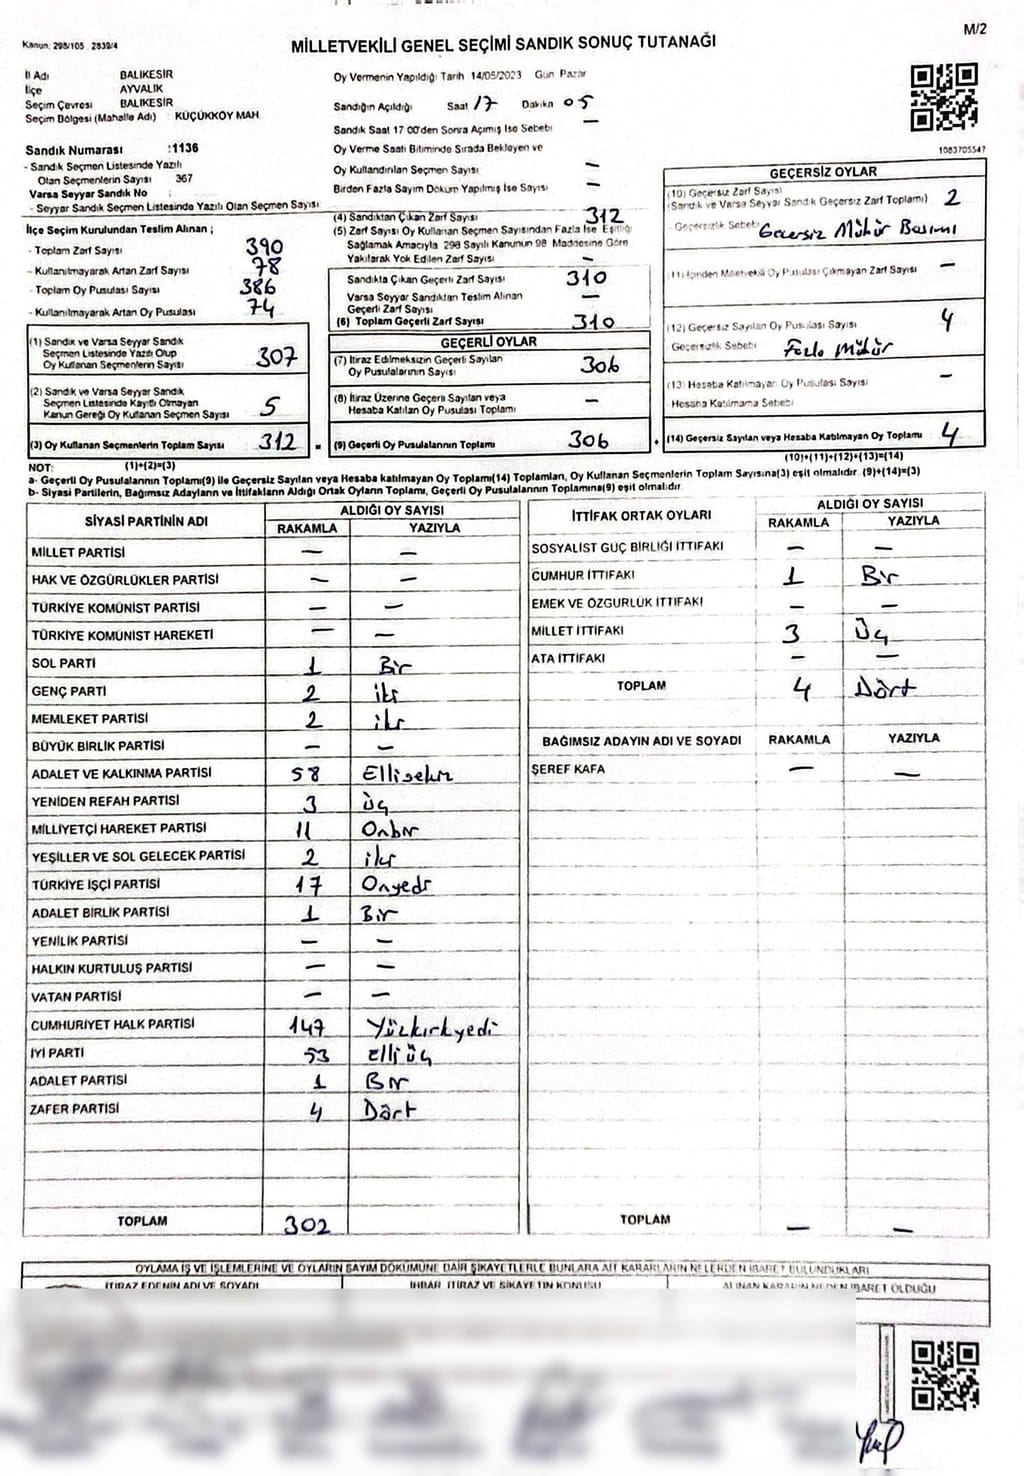 M/2
Kanun: 298/105 2839/4
MİLLETVEKİLİ GENEL SEÇİMİ SANDIK SONUÇ TUTANAĞI
İl Adı BALIKESİR
İlçe AYVALIK
Seçim Çevresi BALIKESİR
Seçim Bölgesi (Mahalle Adı) : KÜÇÜKKÖY MAH.
Sandık Numarası :1136
- Sandık Seçmen Listesinde Yazılı
Olan Seçmenlerin Sayısı 367
Varsa Seyyar Sandık No :
- Seyyar Sandık Seçmen Listesinde Yazılı Olan Seçmen Sayısı
İlçe Seçim Kurulundan Teslim Alınan ;
- Toplam Zarf Sayısı 390
- Kullanılmayarak Artan Zarf Sayısı 78
- Toplam Oy Pusulası Sayısı 386
- Kullanılmayarak Artan Oy Pusulası 74
(1) Sandık ve Varsa Seyyar Sandık
Seçmen Listesinde Yazılı Olup
Oy Kullanan Seçmenlerin Sayısı 307
(2) Sandık ve Varsa Seyyar Sandık
Seçmen Listesinde Kayıtlı Olmayan
Kanun Gereği Oy Kullanan Seçmen Sayısı 5
(3) Oy Kullanan Seçmenlerin Toplam Sayısı 312
Oy Vermenin Yapıldığı Tarih 14/05/2023 Gün Pazar
Sandığın Açıldığı Saat 17 Dakika 05
Sandık Saat 17 00'den Sonra Açımış İse Sebebi —
Oy Verme Saati Bitiminde Sırada Bekleyen ve
Oy Kullandırılan Seçmen Sayısı —
Birden Fazla Sayım Döküm Yapılmış İse Sayısı —
(4) Sandıktan Çıkan Zarf Sayısı 312
(5) Zarf Sayısı Oy Kullanan Seçmen Sayısından Fazla İse Eşitliği
Sağlamak Amacıyla 298 Sayılı Kanunun 98 Maddesine Göre
Yakılarak Yok Edilen Zarf Sayısı —
Sandıkta Çıkan Geçerli Zarf Sayısı 310
Varsa Seyyar Sandıktan Teslim Alınan
Geçerli Zarf Sayısı —
(6) Toplam Geçerli Zarf Sayısı 310
GEÇERLİ OYLAR
(7) İtiraz Edilmeksizin Geçerli Sayılan
Oy Pusulalarının Sayısı 306
(8) İtiraz Üzerine Geçerli Sayılan veya
Hesaba Katılan Oy Pusulası Toplamı —
= (9) Geçerli Oy Pusulalarının Toplamı 306
1083705547
GEÇERSİZ OYLAR
(10) Geçersiz Zarf Sayısı
(Sandık ve Varsa Seyyar Sandık Geçersiz Zarf Toplamı) 2
- Geçersizlik Sebebi Geçersiz Mühür Basımı
(11) İçinden Milletvekili Oy Pusulası Çıkmayan Zarf Sayısı —
(12) Geçersiz Sayılan Oy Pusulası Sayısı 4
Geçersizlik Sebebi Fazla Mühür
(13) Hesaba Katılmayan Oy Pusulası Sayısı —
Hesaba Katılmama Sebebi
+ (14) Geçersiz Sayılan veya Hesaba Katılmayan Oy Toplamı 4
NOT: (1)+(2)=(3) (10)+(11)+(12)+(13)=(14)
a- Geçerli Oy Pusulalarının Toplamı(9) ile Geçersiz Sayılan veya Hesaba katılmayan Oy Toplamı(14) Toplamları, Oy Kullanan Seçmenlerin Toplam Sayısına(3) eşit olmalıdır. (9)+(14)=(3)
b- Siyasi Partilerin, Bağımsız Adayların ve İttifakların Aldığı Ortak Oyların Toplamı, Geçerli Oy Pusulalarının Toplamına(9) eşit olmalıdır.
SİYASİ PARTİNİN ADI ALDIĞI OY SAYISI
RAKAMLA YAZIYLA
MİLLET PARTİSİ — —
HAK VE ÖZGÜRLÜKLER PARTİSİ — —
TÜRKİYE KOMÜNİST PARTİSİ — —
TÜRKİYE KOMÜNİST HAREKETİ — —
SOL PARTİ 1 Bir
GENÇ PARTİ 2 iki
MEMLEKET PARTİSİ 2 iki
BÜYÜK BİRLİK PARTİSİ — —
ADALET VE KALKINMA PARTİSİ 58 Ellisekiz
YENİDEN REFAH PARTİSİ 3 Üç
MİLLİYETÇİ HAREKET PARTİSİ 11 Onbir
YEŞİLLER VE SOL GELECEK PARTİSİ 2 iki
TÜRKİYE İŞÇİ PARTİSİ 17 Onyedi
ADALET BİRLİK PARTİSİ 1 Bir
YENİLİK PARTİSİ — —
HALKIN KURTULUŞ PARTİSİ — —
VATAN PARTİSİ — —
CUMHURİYET HALK PARTİSİ 147 Yüzkırkyedi
İYİ PARTİ 53 Elliüç
ADALET PARTİSİ 1 Bir
ZAFER PARTİSİ 4 Dört
TOPLAM 302
İTTİFAK ORTAK OYLARI ALDIĞI OY SAYISI
RAKAMLA YAZIYLA
SOSYALİST GÜÇ BİRLİĞİ İTTİFAKI — —
CUMHUR İTTİFAKI 1 Bir
EMEK VE ÖZGÜRLÜK İTTİFAKI — —
MİLLET İTTİFAKI 3 Üç
ATA İTTİFAKI — —
TOPLAM 4 Dört
BAĞIMSIZ ADAYIN ADI VE SOYADI RAKAMLA YAZIYLA
ŞEREF KAFA — —
TOPLAM — —
OYLAMA İŞ VE İŞLEMLERİNE VE OYLARIN SAYIM DÖKÜMÜNE DAİR ŞİKAYETLERLE BUNLARA AİT KARARLARIN NELERDEN İBARET BULUNDUKLARI
İTİRAZ EDENİN ADI VE SOYADI İHBAR, İTİRAZ VE ŞİKAYETİN KONUSU ALINAN KARARIN NEDEN İBARET OLDUĞU